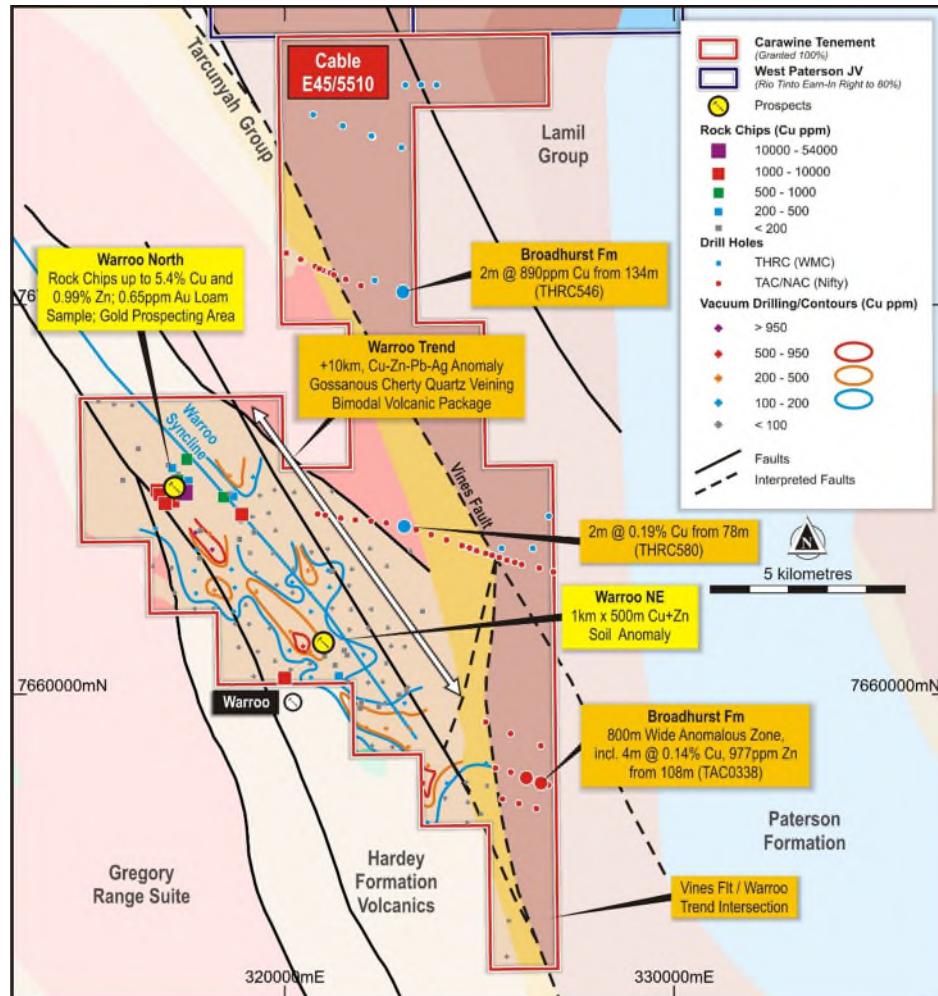 Cable
E45/5510
Tarcunyah Group
Lamil
Group
Carawine Tenement
(Granted 100%)
West Paterson JV
(Rio Tinto Earn-In Right to 80%)
Prospects
Rock Chips (Cu ppm)
10000 - 54000
1000 - 10000
500 - 1000
200 - 500
< 200
Drill Holes
THRC (WMC)
TAC/NAC (Nifty)
Vacuum Drilling/Contours (Cu ppm)
> 950
500 - 950
200 - 500
100 - 200
< 100
Faults
Interpreted Faults
N
5 kilometres
Warroo North
Rock Chips up to 5.4% Cu and
0.99% Zn; 0.65ppm Au Loam
Sample; Gold Prospecting Area
Broadhurst Fm
2m @ 890ppm Cu from 134m
(THRC546)
Warroo Trend
+10km, Cu-Zn-Pb-Ag Anomaly
Gossanous Cherty Quartz Veining
Bimodal Volcanic Package
Warroo
Syncline
Vines Fault
2m @ 0.19% Cu from 78m
(THRC580)
Warroo NE
1km x 500m Cu+Zn
Soil Anomaly
7660000mN
7660000mN
Warroo
Broadhurst Fm
800m Wide Anomalous Zone,
incl. 4m @ 0.14% Cu, 977ppm Zn
from 108m (TAC0338)
Paterson
Formation
Gregory
Range Suite
Hardey
Formation
Volcanics
Vines Flt / Warroo
Trend Intersection
320000mE
330000mE